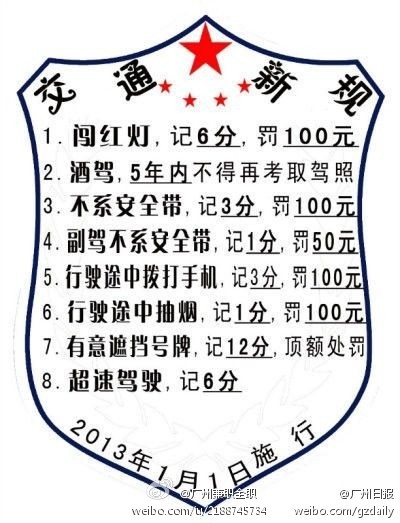 交通新规
1. 闯红灯,记6分,罚100元
2. 酒驾,5年内不得再考取驾照
3. 不系安全带,记3分,罚100元
4. 副驾不系安全带,记1分,罚50元
5. 行驶途中拨打手机,记3分,罚100元
6. 行驶途中抽烟,记1分,罚100元
7. 有意遮挡号牌,记12分,顶额处罚
8. 超速驾驶,记6分
2013年1月1日施行
@广州兼职全职
weibo.com/u/2188745734
@广州日报
weibo.com/gzdaily